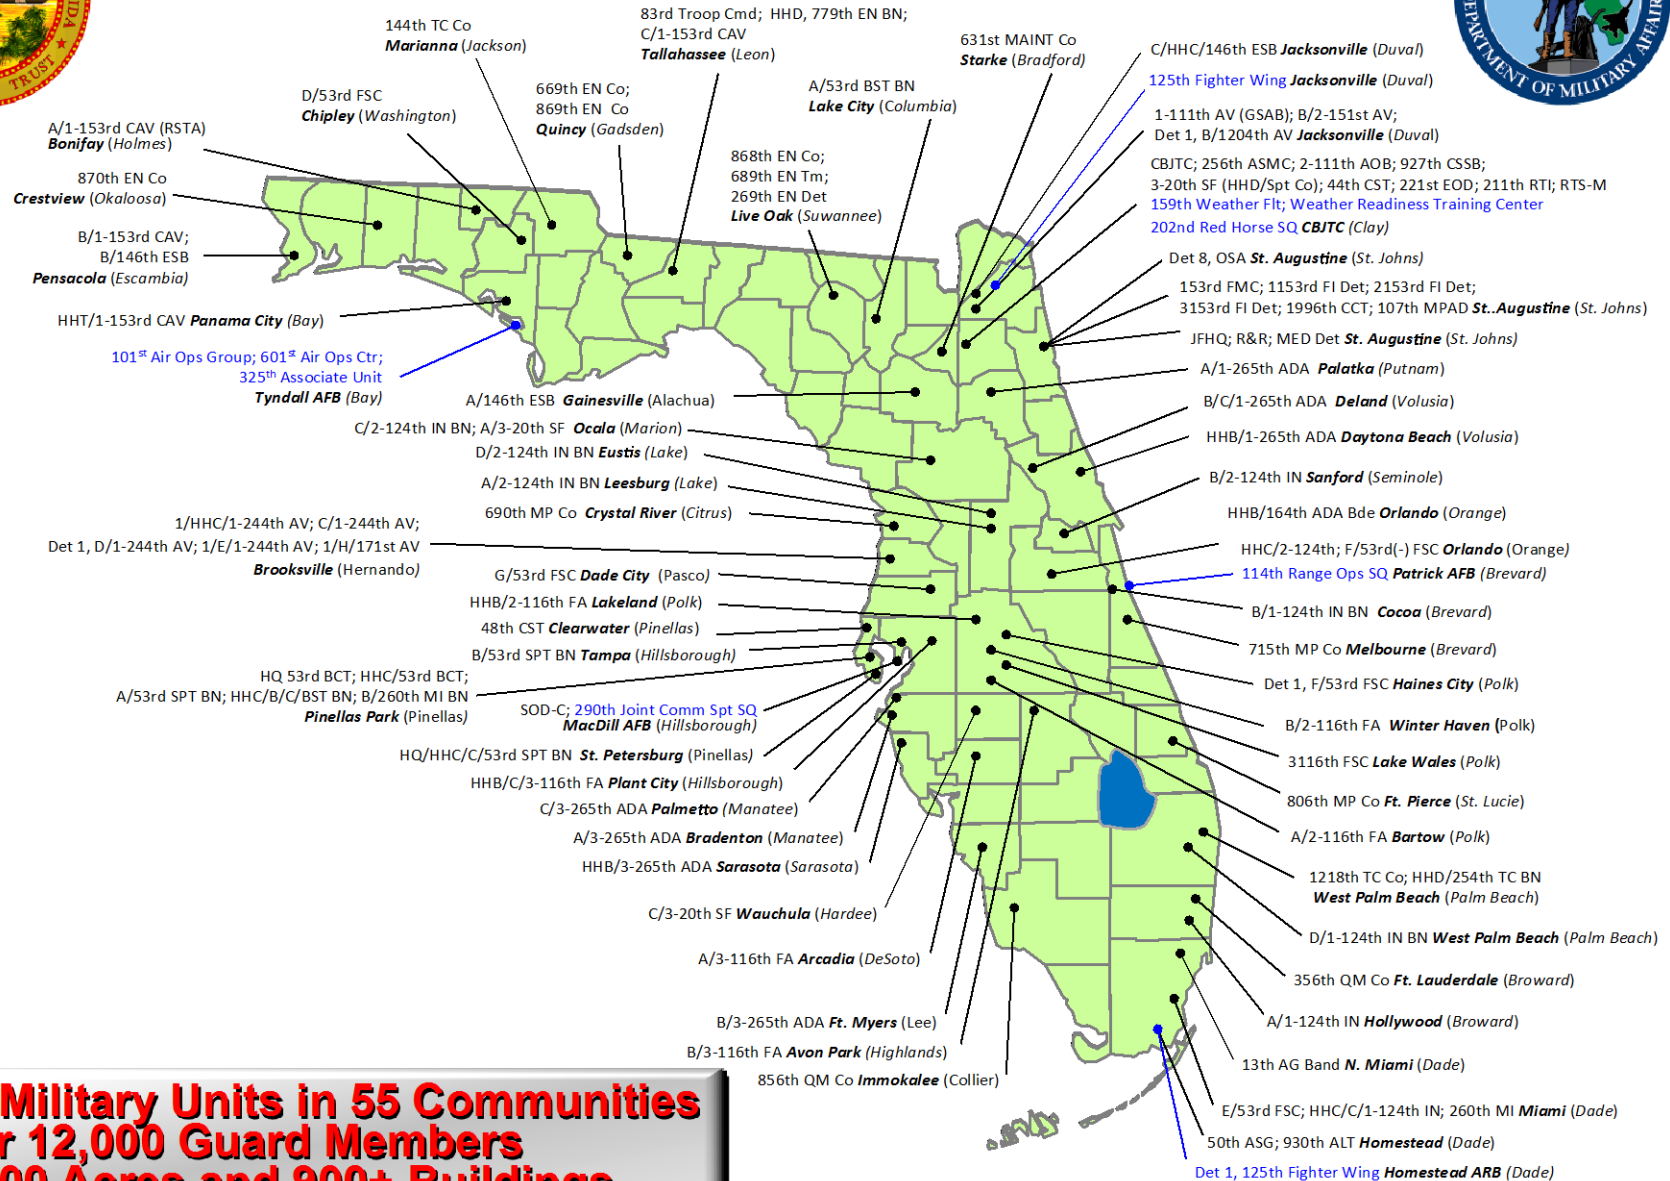 TRUST ★
IDA
DEPARTMENT OF MILITARY AFFAIR
144th TC Co
Marianna (Jackson)
83rd Troop Cmd; HHD, 779th EN BN;
C/1-153rd CAV
Tallahassee (Leon)
631st MAINT Co
Starke (Bradford)
C/HHC/146th ESB Jacksonville (Duval)
125th Fighter Wing Jacksonville (Duval)
D/53rd FSC
Chipley (Washington)
669th EN Co;
869th EN Co
Quincy (Gadsden)
A/53rd BST BN
Lake City (Columbia)
1-111th AV (GSAB); B/2-151st AV;
Det 1, B/1204th AV Jacksonville (Duval)
A/1-153rd CAV (RSTA)
Bonifay (Holmes)
868th EN Co;
689th EN Tm;
269th EN Det
Live Oak (Suwannee)
CBJTC; 256th ASMC; 2-111th AOB; 927th CSSB;
3-20th SF (HHD/Spt Co); 44th CST; 221st EOD; 211th RTI; RTS-M
159th Weather Flt; Weather Readiness Training Center
202nd Red Horse SQ CBJTC (Clay)
870th EN Co
Crestview (Okaloosa)
B/1-153rd CAV;
B/146th ESB
Pensacola (Escambia)
Det 8, OSA St. Augustine (St. Johns)
153rd FMC; 1153rd FI Det; 2153rd FI Det;
3153rd FI Det; 1996th CCT; 107th MPAD St..Augustine (St. Johns)
HHT/1-153rd CAV Panama City (Bay)
JFHQ; R&R; MED Det St. Augustine (St. Johns)
101st Air Ops Group; 601st Air Ops Ctr;
325th Associate Unit
Tyndall AFB (Bay)
A/1-265th ADA Palatka (Putnam)
A/146th ESB Gainesville (Alachua)
B/C/1-265th ADA Deland (Volusia)
C/2-124th IN BN; A/3-20th SF Ocala (Marion)
HHB/1-265th ADA Daytona Beach (Volusia)
D/2-124th IN BN Eustis (Lake)
B/2-124th IN Sanford (Seminole)
A/2-124th IN BN Leesburg (Lake)
690th MP Co Crystal River (Citrus)
HHB/164th ADA Bde Orlando (Orange)
1/HHC/1-244th AV; C/1-244th AV;
Det 1, D/1-244th AV; 1/E/1-244th AV; 1/H/171st AV
Brooksville (Hernando)
HHC/2-124th; F/53rd(-) FSC Orlando (Orange)
114th Range Ops SQ Patrick AFB (Brevard)
G/53rd FSC Dade City (Pasco)
HHB/2-116th FA Lakeland (Polk)
B/1-124th IN BN Cocoa (Brevard)
48th CST Clearwater (Pinellas)
715th MP Co Melbourne (Brevard)
B/53rd SPT BN Tampa (Hillsborough)
HQ 53rd BCT; HHC/53rd BCT;
A/53rd SPT BN; HHC/B/C/BST BN; B/260th MI BN
Pinellas Park (Pinellas)
Det 1, F/53rd FSC Haines City (Polk)
SOD-C; 290th Joint Comm Spt SQ
MacDill AFB (Hillsborough)
B/2-116th FA Winter Haven (Polk)
HQ/HHC/C/53rd SPT BN St. Petersburg (Pinellas)
3116th FSC Lake Wales (Polk)
HHB/C/3-116th FA Plant City (Hillsborough)
806th MP Co Ft. Pierce (St. Lucie)
C/3-265th ADA Palmetto (Manatee)
A/3-265th ADA Bradenton (Manatee)
A/2-116th FA Bartow (Polk)
HHB/3-265th ADA Sarasota (Sarasota)
1218th TC Co; HHD/254th TC BN
West Palm Beach (Palm Beach)
C/3-20th SF Wauchula (Hardee)
D/1-124th IN BN West Palm Beach (Palm Beach)
A/3-116th FA Arcadia (DeSoto)
356th QM Co Ft. Lauderdale (Broward)
B/3-265th ADA Ft. Myers (Lee)
A/1-124th IN Hollywood (Broward)
B/3-116th FA Avon Park (Highlands)
13th AG Band N. Miami (Dade)
856th QM Co Immokalee (Collier)
E/53rd FSC; HHC/C/1-124th IN; 260th MI Miami (Dade)
50th ASG; 930th ALT Homestead (Dade)
Det 1, 125th Fighter Wing Homestead ARB (Dade)
Military Units in 55 Communities
r 12,000 Guard Members
00 Acres and 900+ Buildings